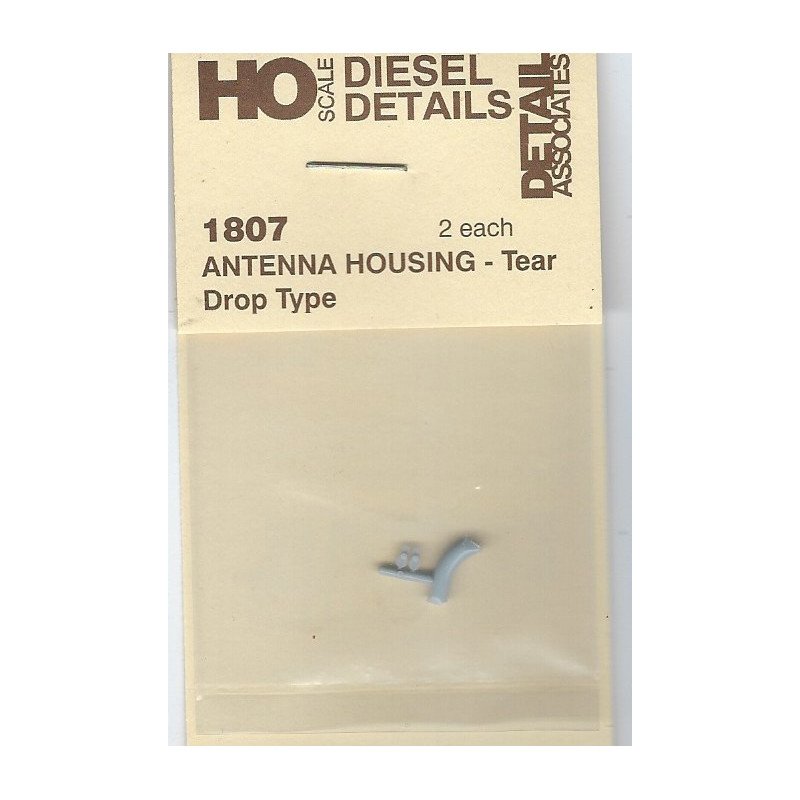 HO SCALE DIESEL
DETAILS
DETAIL
ASSOCIATES
1807 2 each
ANTENNA HOUSING - Tear
Drop Type